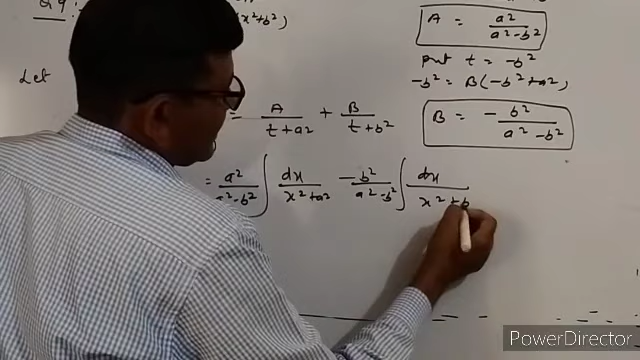 Q9:
(x²+b²)
A = a²/(a²-b²)
Put t = -b²
Let
-b² = B(-b²+a²)
= A/(t+a²) + B/(t+b²)
B = - b²/(a²-b²)
= a²/(a²-b²) ∫ dx/(x²+a²) - b²/(a²-b²) ∫ dx/(x²+b
PowerDirector